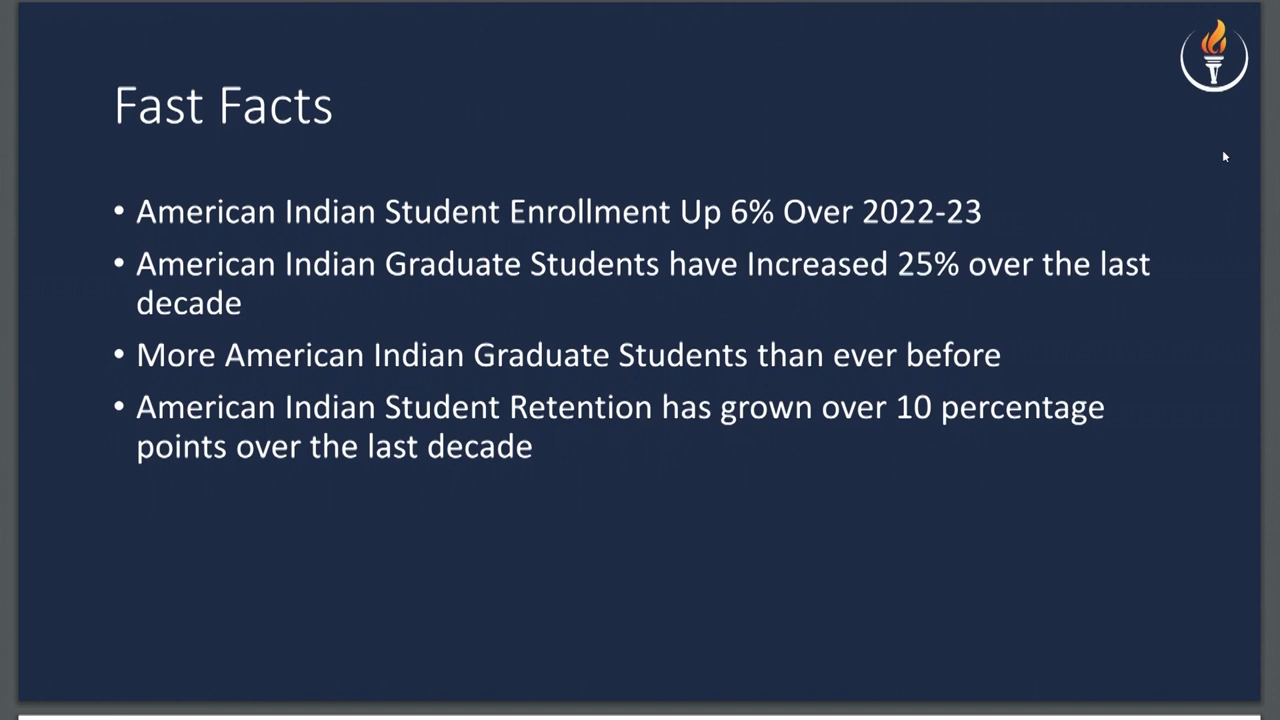 Fast Facts
• American Indian Student Enrollment Up 6% Over 2022-23
• American Indian Graduate Students have Increased 25% over the last
decade
• More American Indian Graduate Students than ever before
• American Indian Student Retention has grown over 10 percentage
points over the last decade